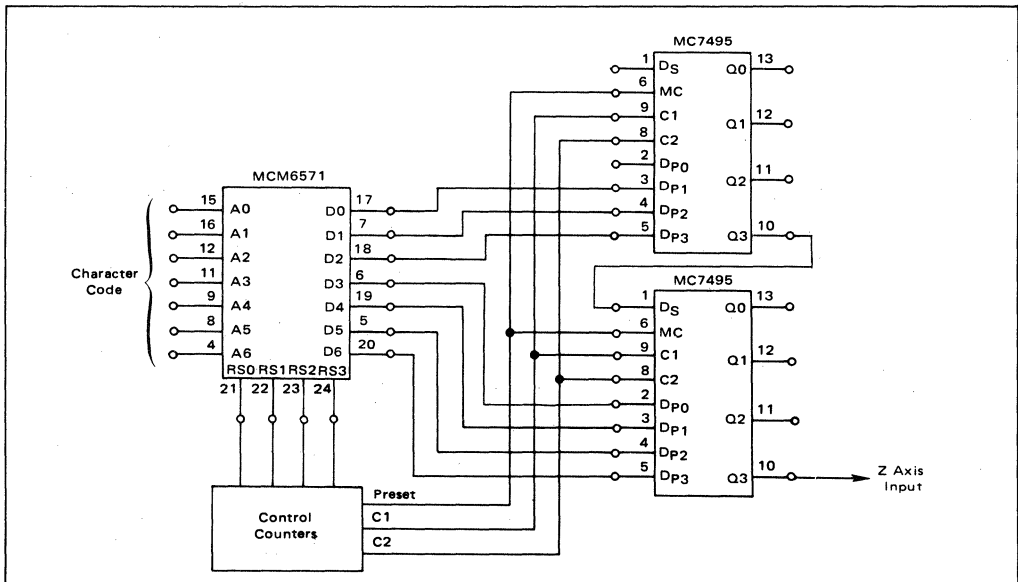 MC7495
1 DS Q0 13
6 MC
9 C1 Q1 12
8 C2
2 DP0 Q2 11
3 DP1
4 DP2 Q3 10
5 DP3
MCM6571
15 A0 D0 17
16 A1 D1 7
12 A2 D2 18
11 A3 D3 6
9 A4 D4 19
8 A5 D5 5
4 A6 D6 20
RS0 RS1 RS2 RS3
21 22 23 24
Character
Code
MC7495
1 DS Q0 13
6 MC
9 C1 Q1 12
8 C2
2 DP0 Q2 11
3 DP1
4 DP2
5 DP3 Q3 10
Z Axis
Input
Control
Counters
Preset
C1
C2